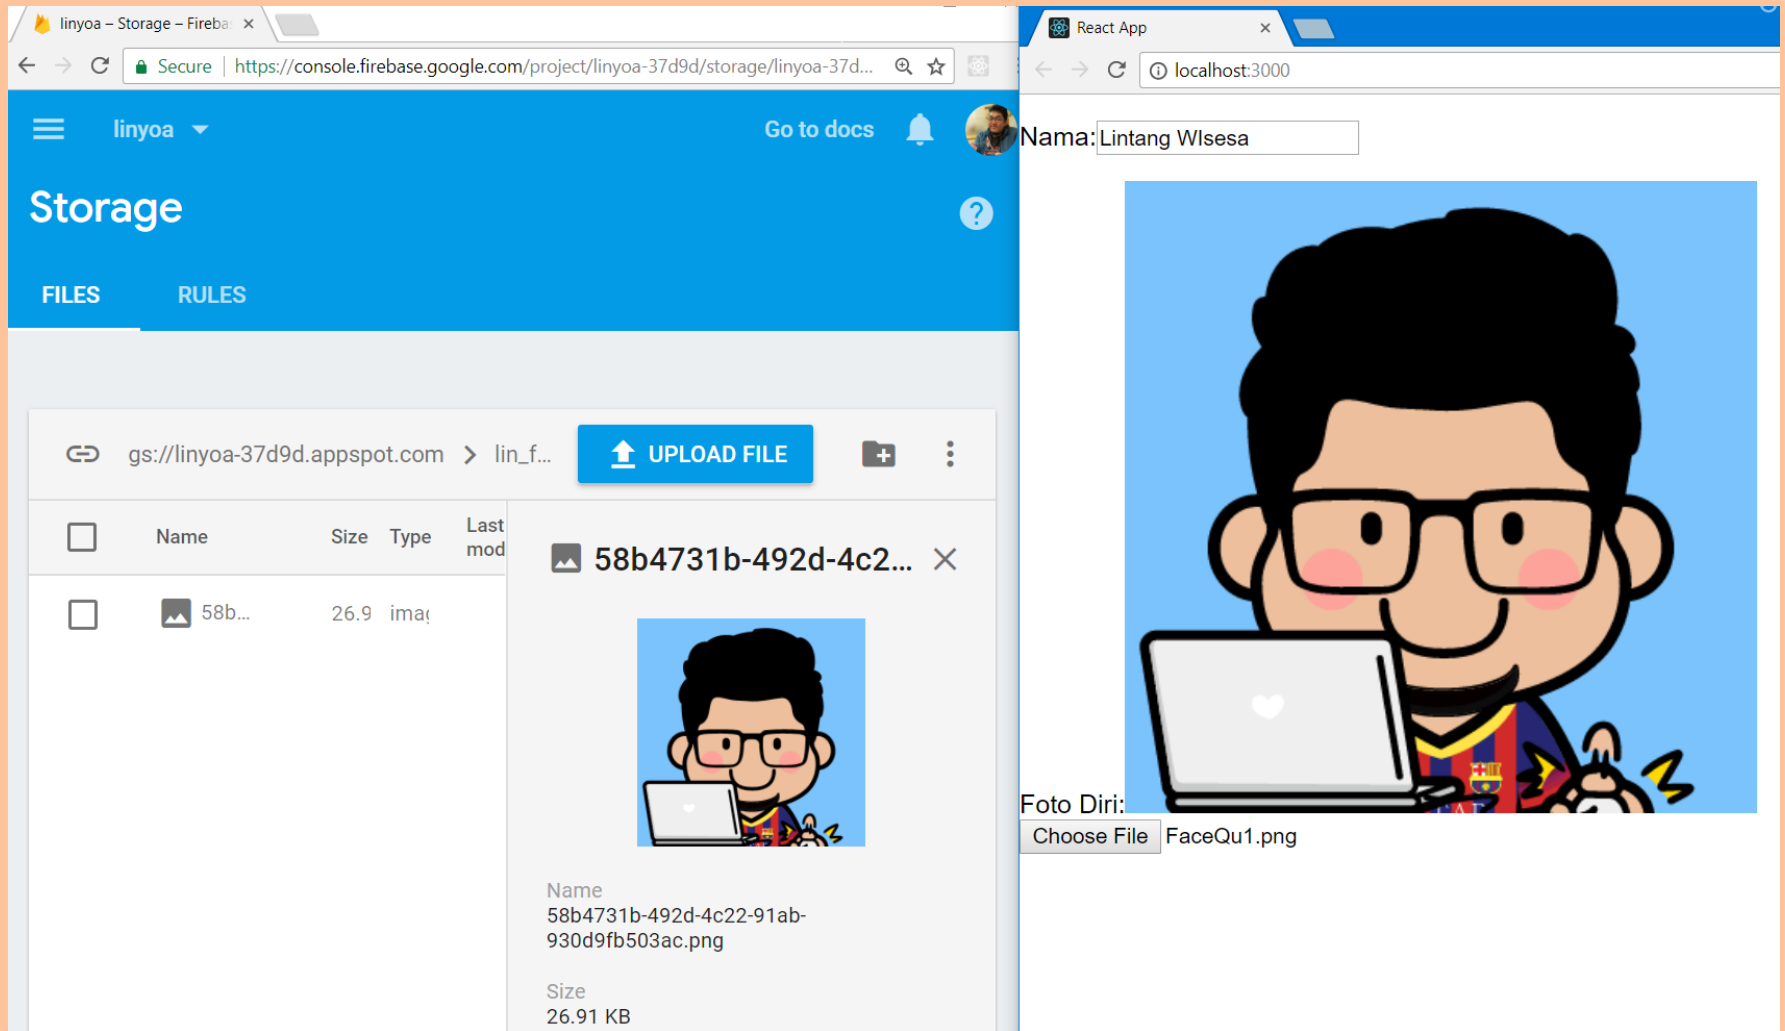 linyoa – Storage – Fireba
Secure
https://console.firebase.google.com/project/linyoa-37d9d/storage/linyoa-37d...
linyoa
Go to docs
Storage
FILES
RULES
gs://linyoa-37d9d.appspot.com
lin_f...
UPLOAD FILE
Name
Size
Type
Last
mod
58b...
26.9
imag
58b4731b-492d-4c2...
Name
58b4731b-492d-4c22-91ab-
930d9fb503ac.png
Size
26.91 KB
React App
localhost:3000
Nama:
Lintang WIsesa
Foto Diri:
Choose File
FaceQu1.png